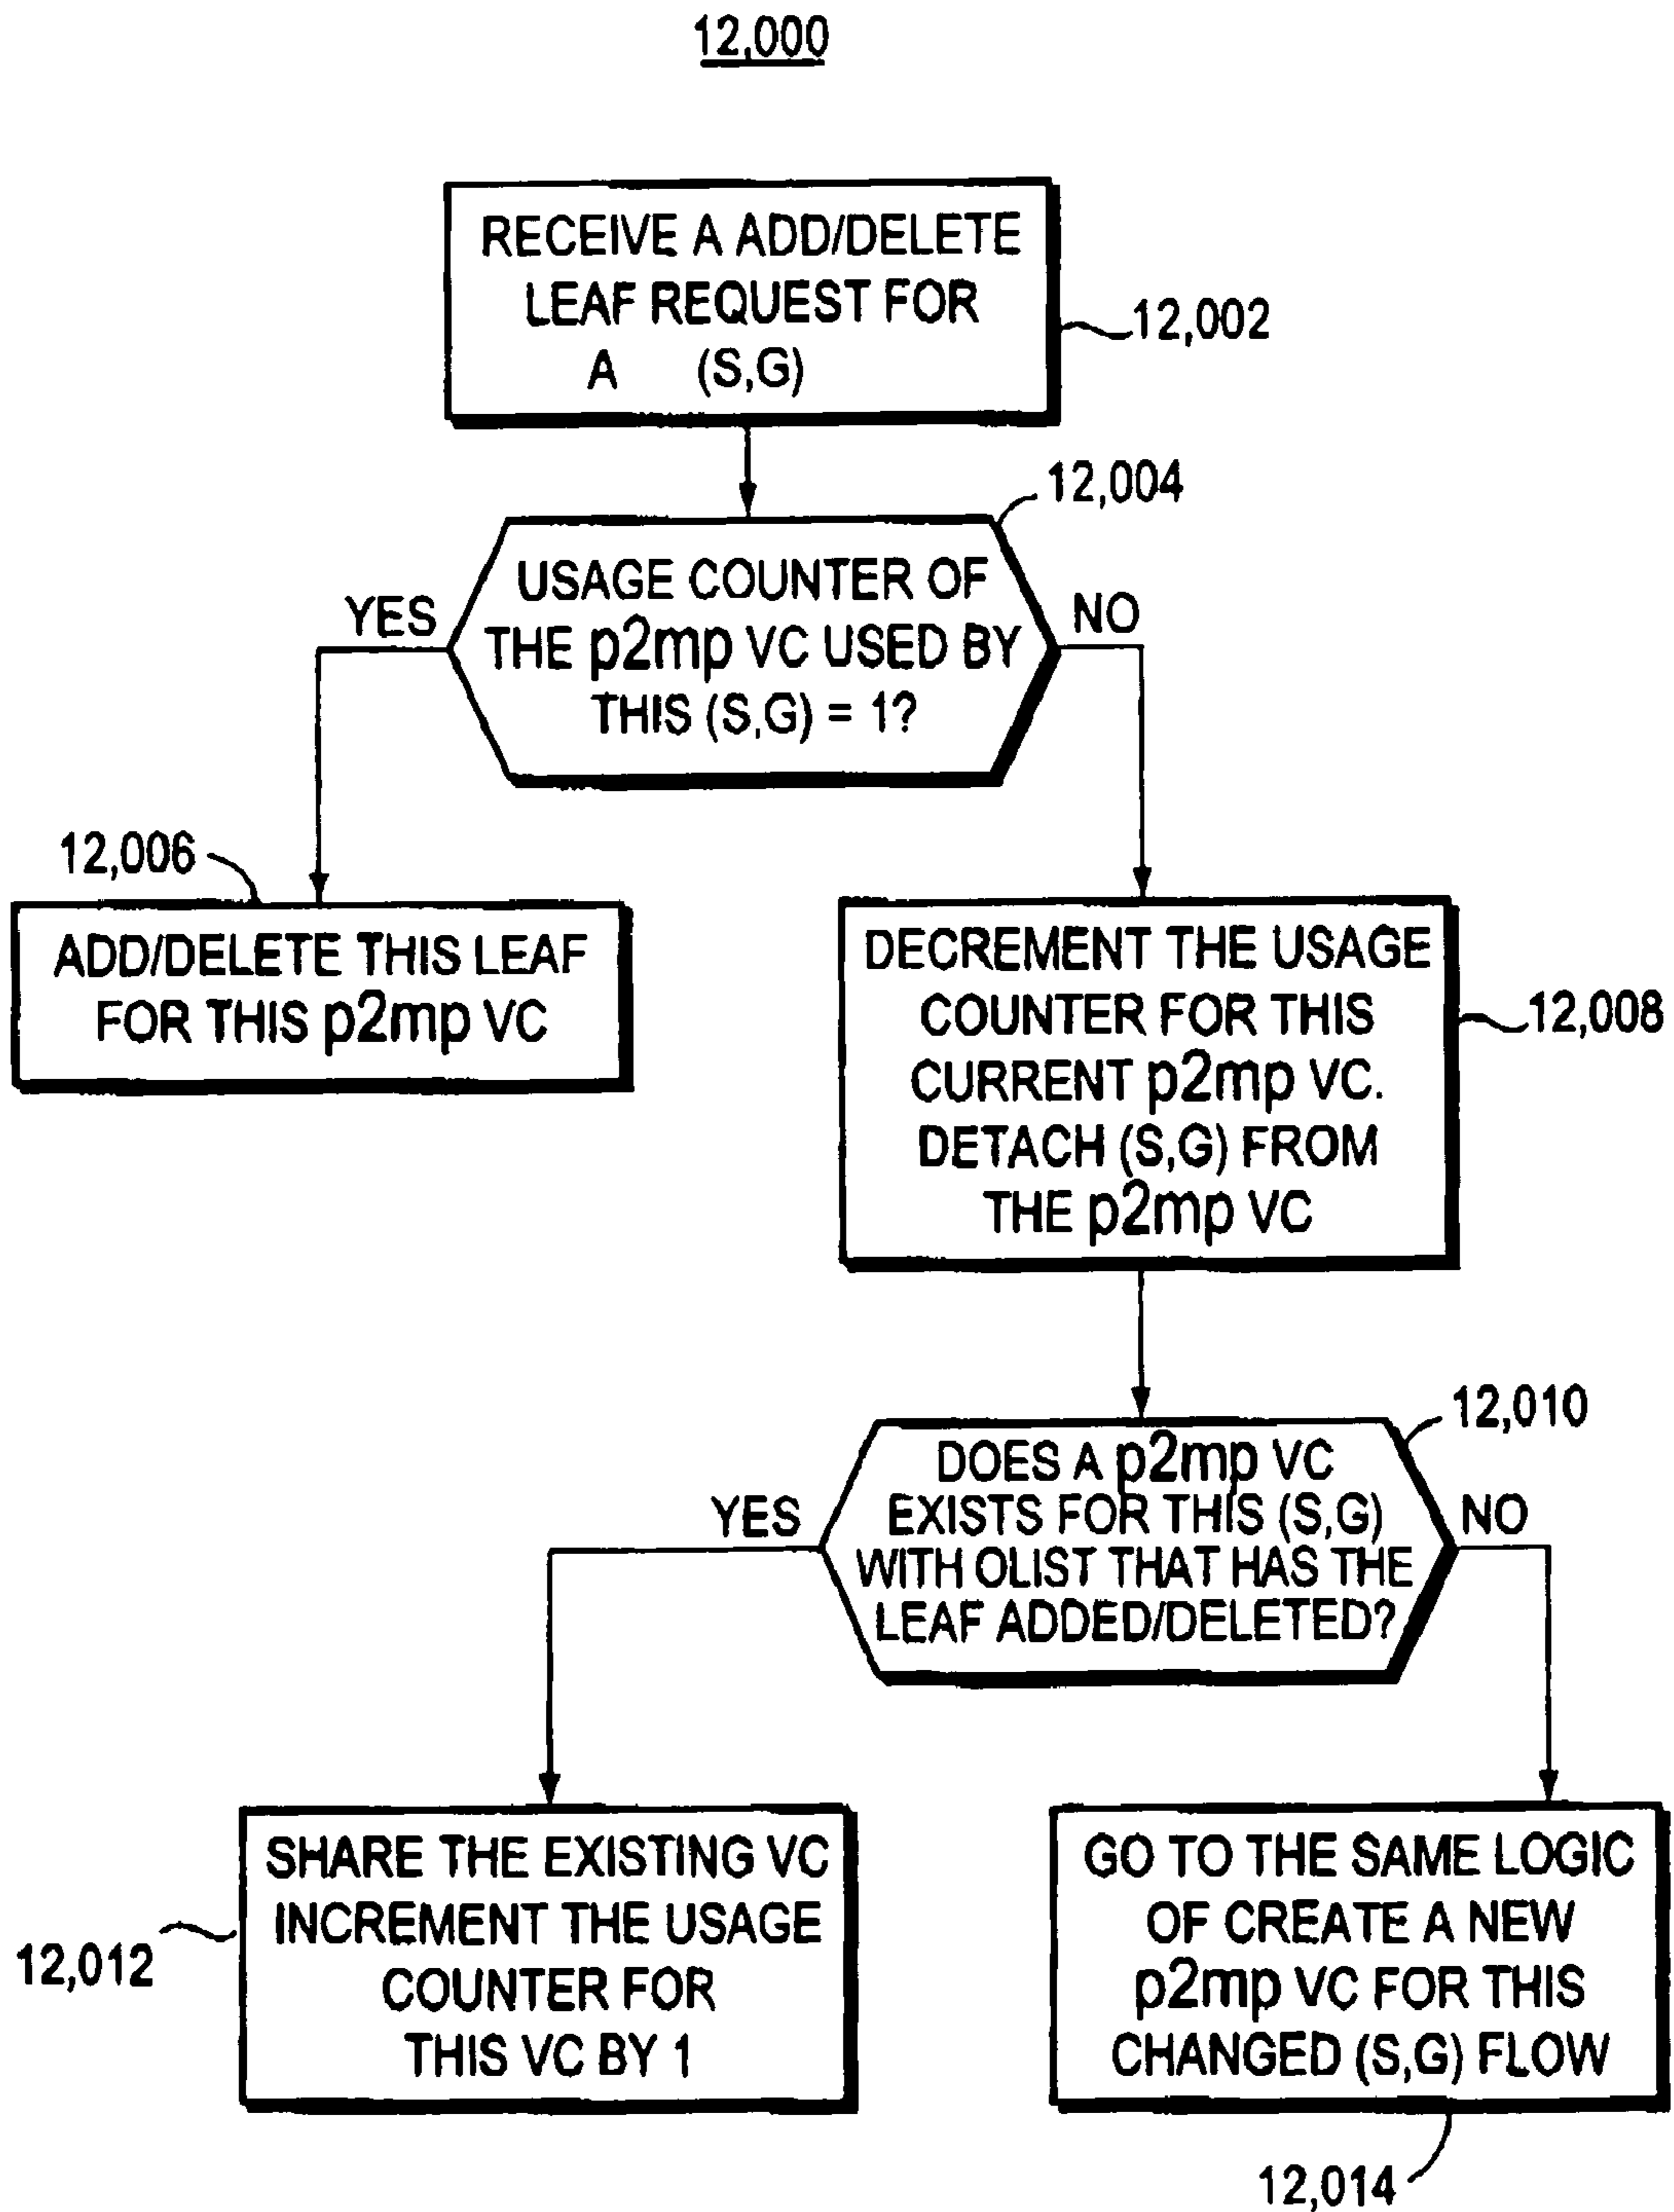 12,000
RECEIVE A ADD/DELETE
LEAF REQUEST FOR
A (S,G)
12,002
12,004
USAGE COUNTER OF
THE p2mp VC USED BY
THIS (S,G) = 1?
YES
NO
12,006
ADD/DELETE THIS LEAF
FOR THIS p2mp VC
DECREMENT THE USAGE
COUNTER FOR THIS
CURRENT p2mp VC.
DETACH (S,G) FROM
THE p2mp VC
12,008
12,010
DOES A p2mp VC
EXISTS FOR THIS (S,G)
WITH OLIST THAT HAS THE
LEAF ADDED/DELETED?
YES
NO
SHARE THE EXISTING VC
INCREMENT THE USAGE
COUNTER FOR
THIS VC BY 1
12,012
GO TO THE SAME LOGIC
OF CREATE A NEW
p2mp VC FOR THIS
CHANGED (S,G) FLOW
12,014